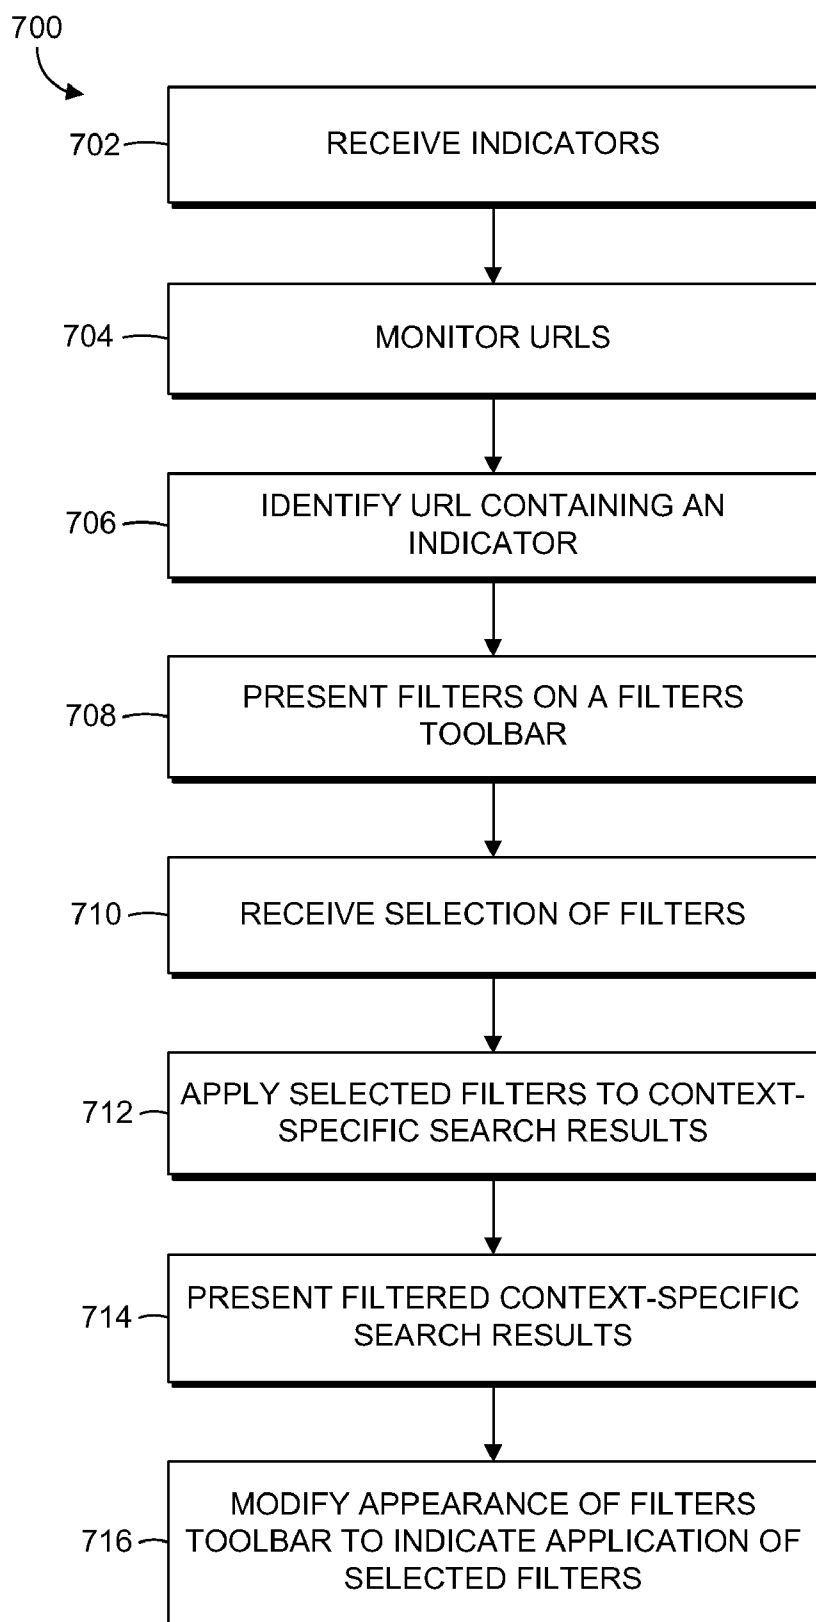 700
702
RECEIVE INDICATORS
704
MONITOR URLS
706
IDENTIFY URL CONTAINING AN
INDICATOR
708
PRESENT FILTERS ON A FILTERS
TOOLBAR
710
RECEIVE SELECTION OF FILTERS
712
APPLY SELECTED FILTERS TO CONTEXT-
SPECIFIC SEARCH RESULTS
714
PRESENT FILTERED CONTEXT-SPECIFIC
SEARCH RESULTS
716
MODIFY APPEARANCE OF FILTERS
TOOLBAR TO INDICATE APPLICATION OF
SELECTED FILTERS